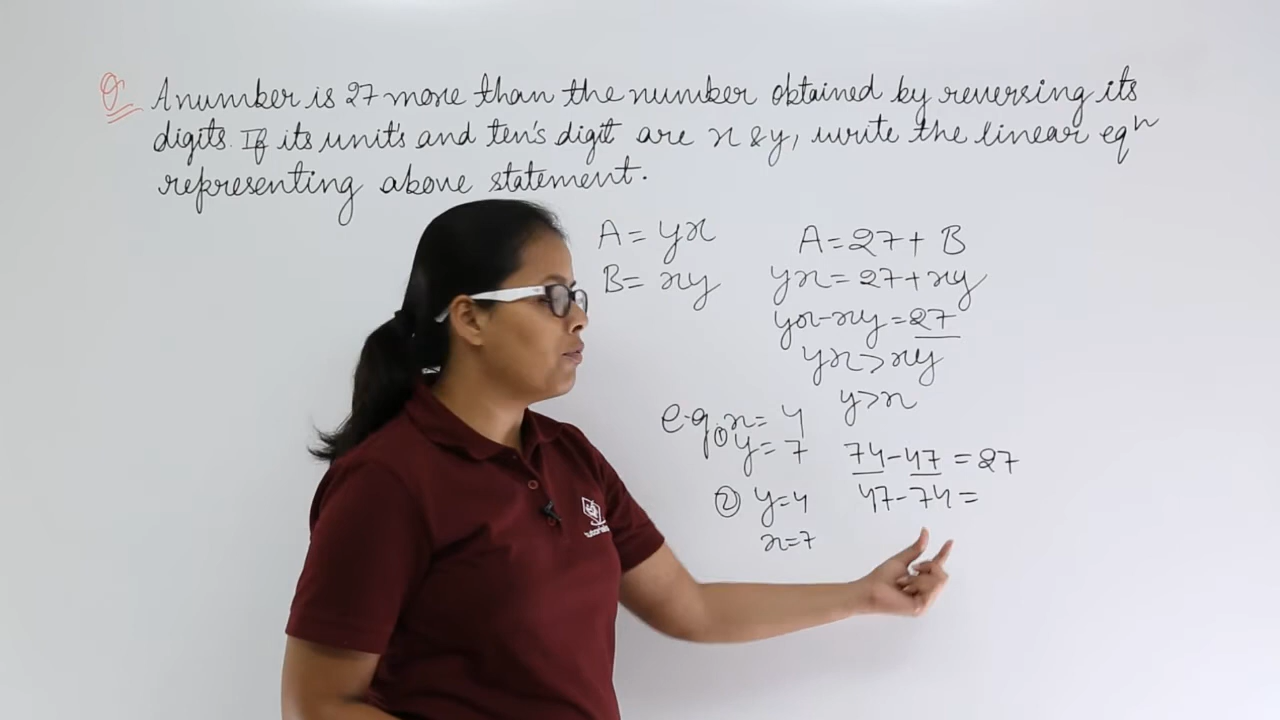 Q. A number is 27 more than the number obtained by reversing its
digits. If its unit's and ten's digit are x & y, write the linear eqn
representing above statement.
A = yx
B = xy
A = 27 + B
yx = 27 + xy
yx - xy = 27
yx > xy
y > x
e.g. ① x = 4
y = 7
74 - 47 = 27
② y = 4
x = 7
47 - 74 =